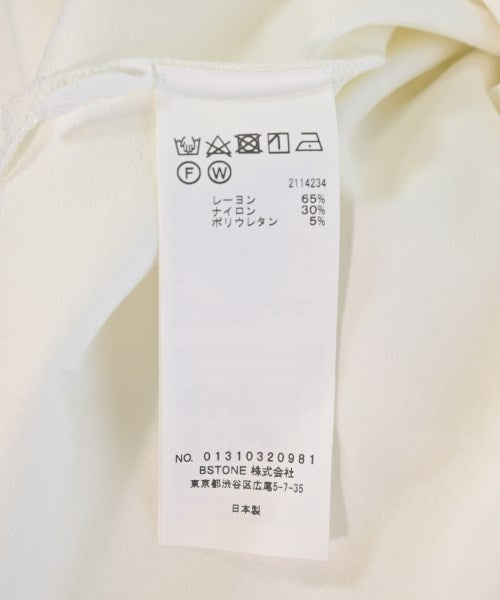 F W
2114234
レーヨン 65%
ナイロン 30%
ポリウレタン 5%
NO. 01310320981
BSTONE 株式会社
東京都渋谷区広尾5-7-35
日本製